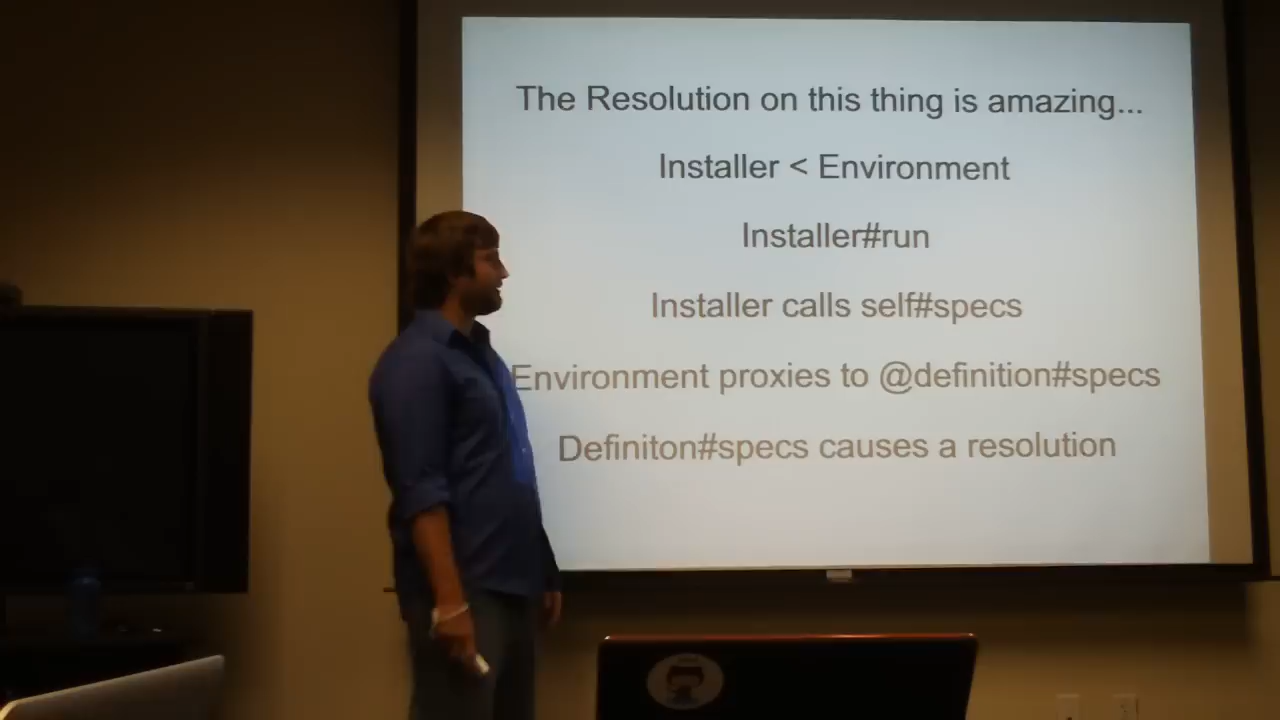 The Resolution on this thing is amazing...
Installer < Environment
Installer#run
Installer calls self#specs
Environment proxies to @definition#specs
Definiton#specs causes a resolution